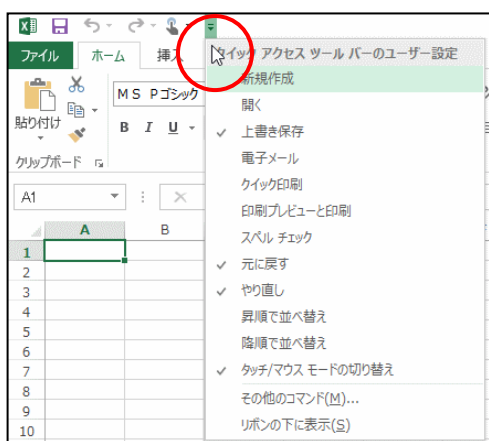 ファイル ホーム 挿入
クイック アクセス ツール バーのユーザー設定
新規作成
開く
上書き保存
電子メール
クイック印刷
印刷プレビューと印刷
スペル チェック
元に戻す
やり直し
昇順で並べ替え
降順で並べ替え
タッチ/マウス モードの切り替え
その他のコマンド(M)...
リボンの下に表示(S)
貼り付け
MS Pゴシック
B I U
クリップボード
A1
A B
1
2
3
4
5
6
7
8
9
10